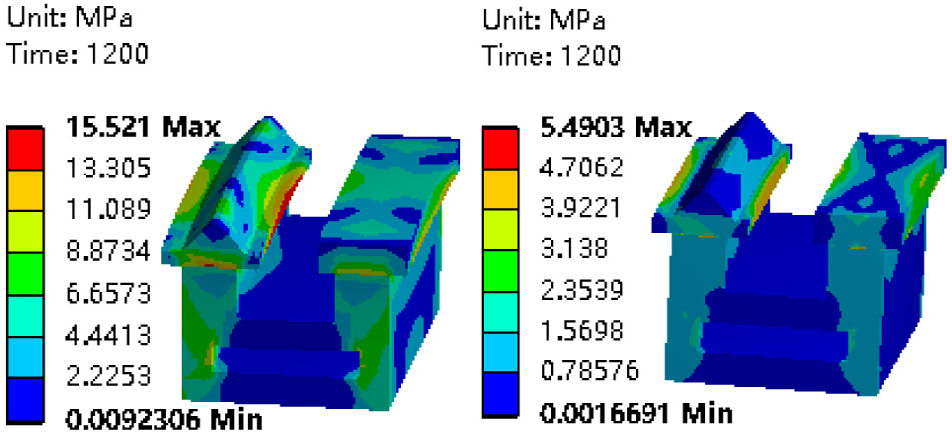 Unit: MPa
Time: 1200
15.521 Max
13.305
11.089
8.8734
6.6573
4.4413
2.2253
0.0092306 Min
Unit: MPa
Time: 1200
5.4903 Max
4.7062
3.9221
3.138
2.3539
1.5698
0.78576
0.0016691 Min